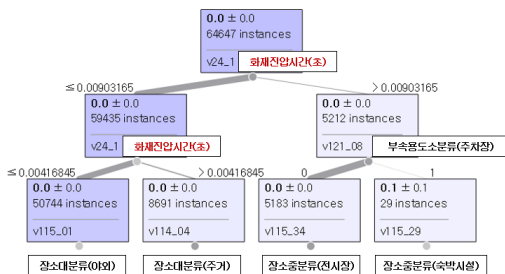 0.0 ± 0.0
64647 instances
v24_1 화재진압시간(초)
≤ 0.00903165 > 0.00903165
0.0 ± 0.0 0.0 ± 0.0
59435 instances 5212 instances
v24_1 화재진압시간(초) v121_08 부속용도소분류(주차장)
≤ 0.00416845 > 0.00416845 0 1
0.0 ± 0.0 0.0 ± 0.0 0.0 ± 0.0 0.1 ± 0.1
50744 instances 8691 instances 5183 instances 29 instances
v115_01 v114_04 v115_34 v115_29
장소대분류(야외) 장소대분류(주거) 장소중분류(전시장) 장소중분류(숙박시설)